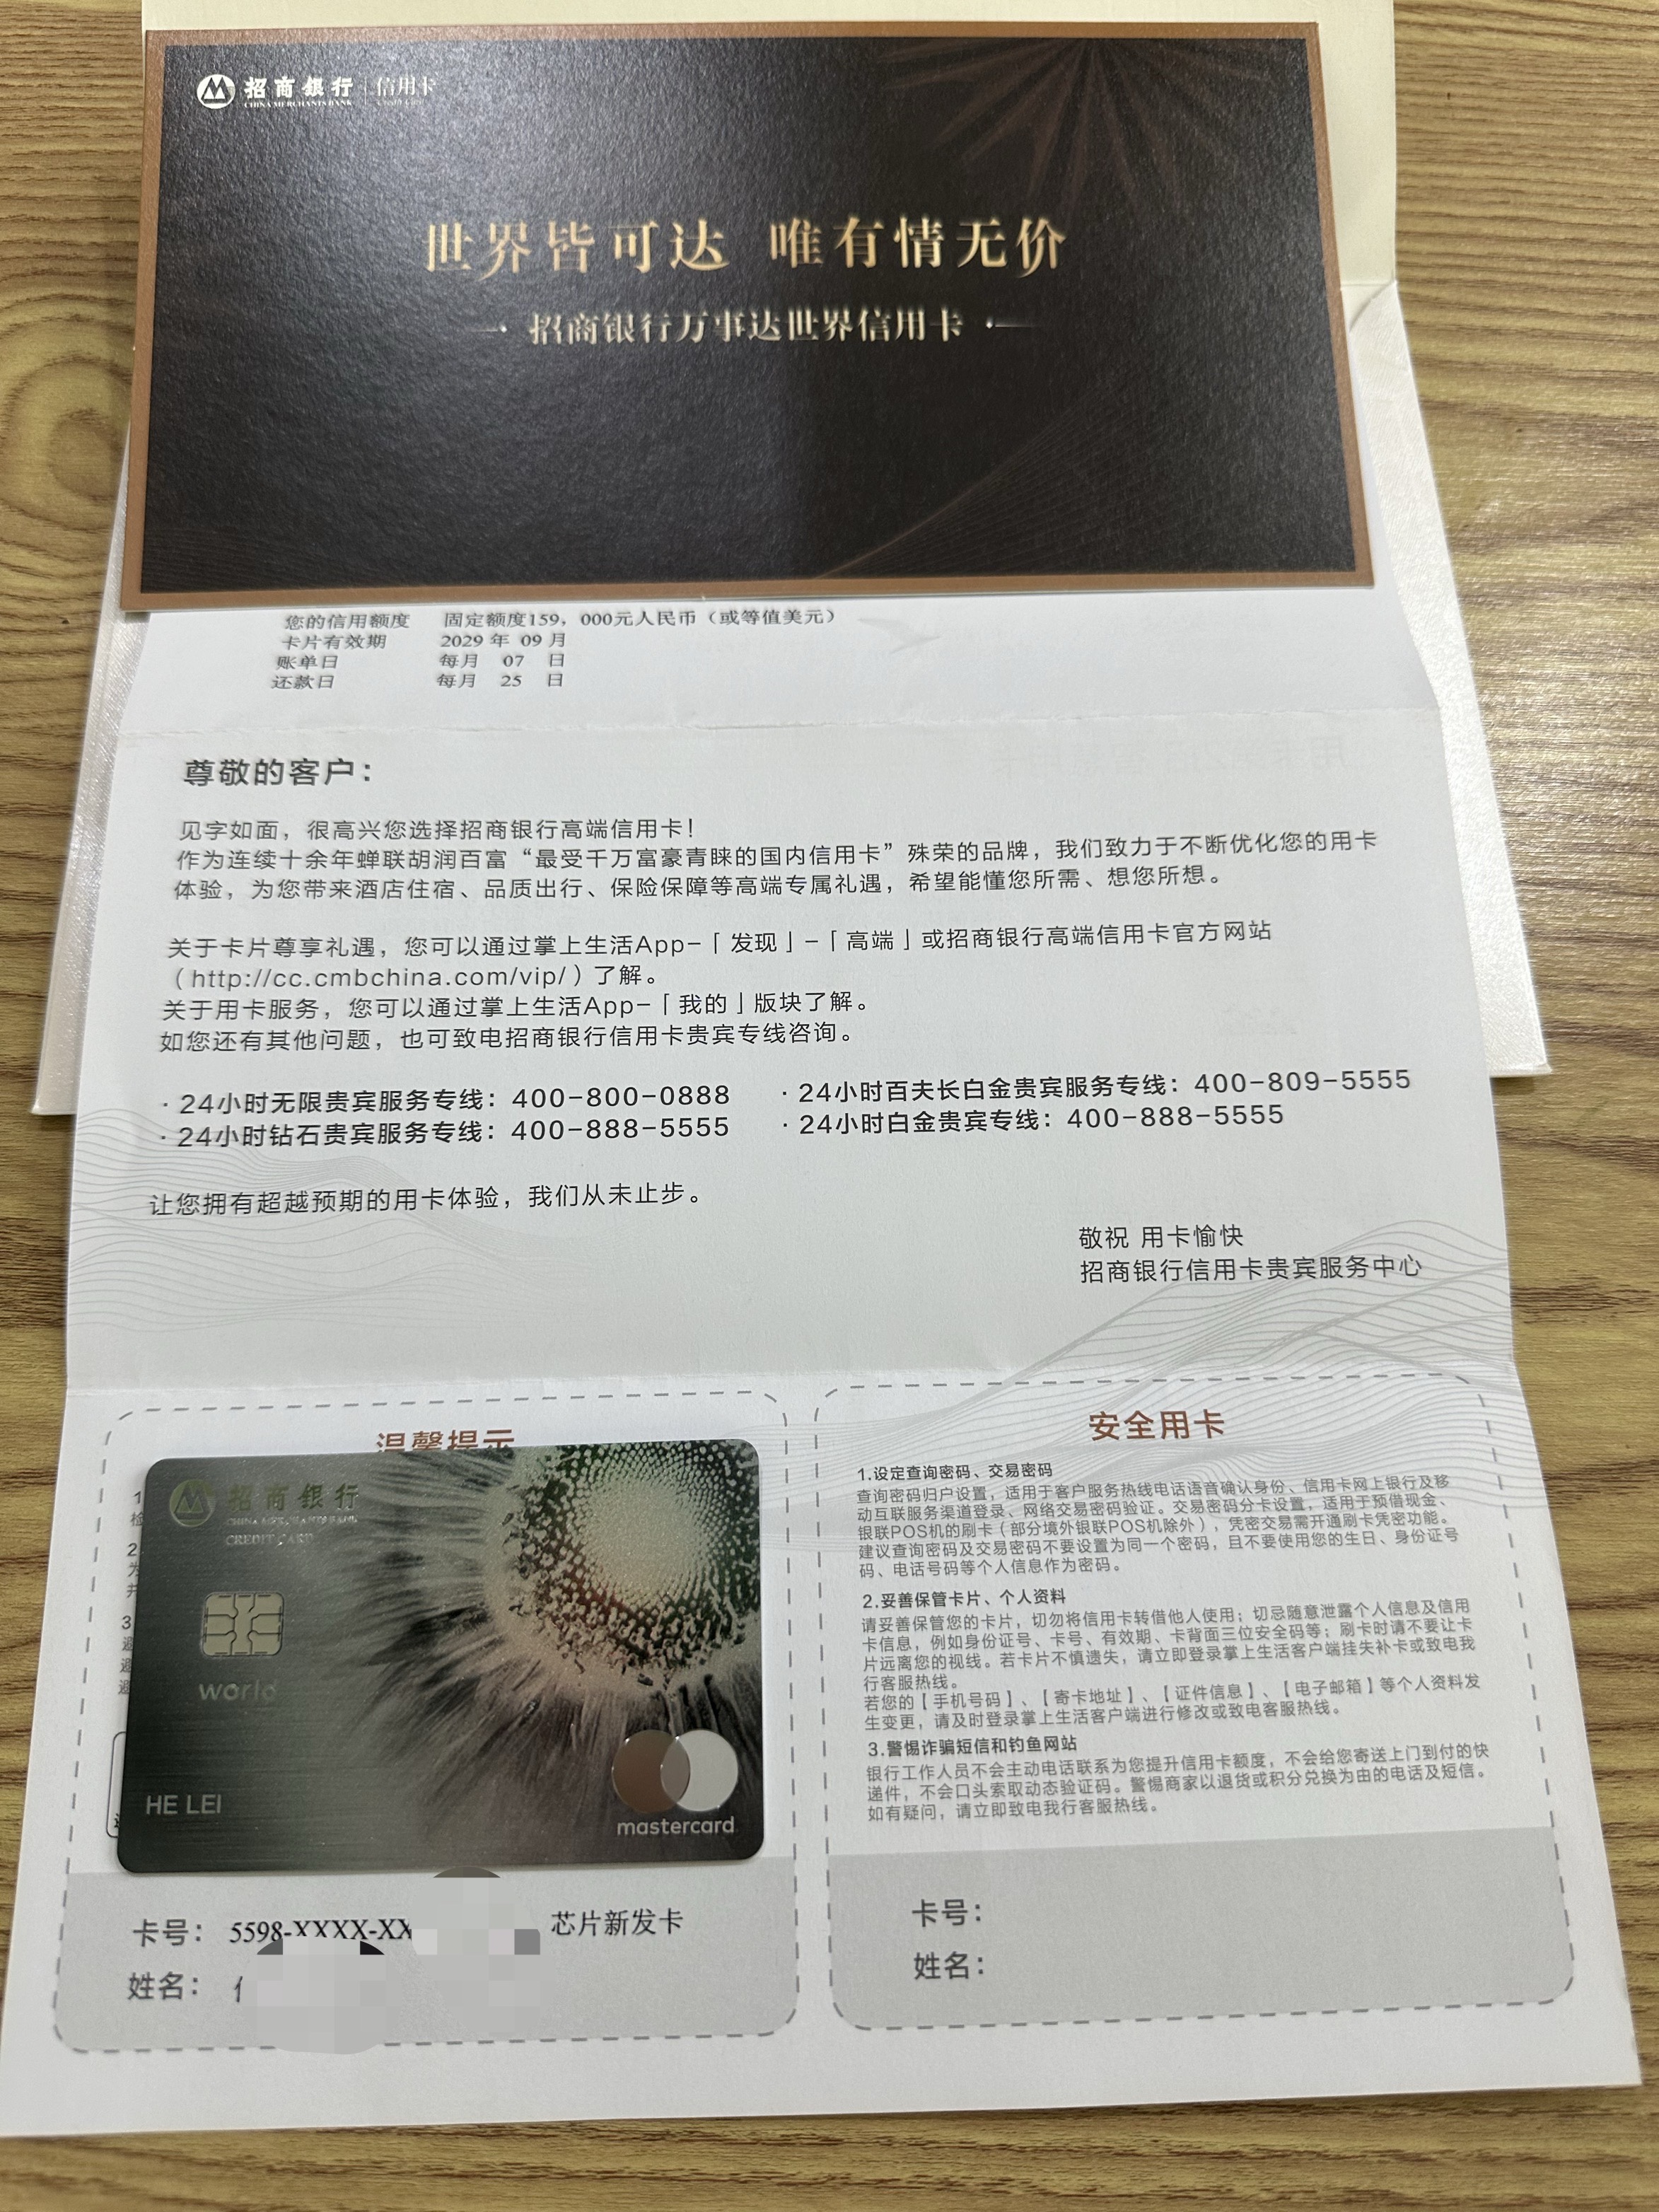 招商银行 信用卡
CHINA MERCHANTS BANK Credit Card
世界皆可达 唯有情无价
招商银行万事达世界信用卡
您的信用额度 固定额度159，000元人民币（或等值美元）
卡片有效期 2029 年 09 月
账单日 每月 07 日
还款日 每月 25 日
尊敬的客户：
见字如面，很高兴您选择招商银行高端信用卡！
作为连续十余年蝉联胡润百富“最受千万富豪青睐的国内信用卡”殊荣的品牌，我们致力于不断优化您的用卡
体验，为您带来酒店住宿、品质出行、保险保障等高端专属礼遇，希望能懂您所需、想您所想。
关于卡片尊享礼遇，您可以通过掌上生活App-「发现」-「高端」或招商银行高端信用卡官方网站
（http://cc.cmbchina.com/vip/）了解。
关于用卡服务，您可以通过掌上生活App-「我的」版块了解。
如您还有其他问题，也可致电招商银行信用卡贵宾专线咨询。
·24小时无限贵宾服务专线：400-800-0888 ·24小时百夫长白金贵宾服务专线：400-809-5555
·24小时钻石贵宾服务专线：400-888-5555 ·24小时白金贵宾专线：400-888-5555
让您拥有超越预期的用卡体验，我们从未止步。
敬祝 用卡愉快
招商银行信用卡贵宾服务中心
温馨提示
招商银行
CHINA MERCHANTS BANK
CREDIT CARD
world
HE LEI
mastercard
卡号：5598-XXXX-XX 芯片新发卡
姓名：
安全用卡
1.设定查询密码、交易密码
查询密码归户设置，适用于客户服务热线电话语音确认身份、信用卡网上银行及移
动互联服务渠道登录、网络交易密码验证。交易密码分卡设置，适用于预借现金、
银联POS机的刷卡（部分境外银联POS机除外），凭密交易需开通刷卡凭密功能。
建议查询密码及交易密码不要设置为同一个密码，且不要使用您的生日、身份证号
码、电话号码等个人信息作为密码。
2.妥善保管卡片、个人资料
请妥善保管您的卡片，切勿将信用卡转借他人使用；切忌随意泄露个人信息及信用
卡信息，例如身份证号、卡号、有效期、卡背面三位安全码等；刷卡时请不要让卡
片远离您的视线。若卡片不慎遗失，请立即登录掌上生活客户端挂失补卡或致电我
行客服热线。
若您的【手机号码】、【寄卡地址】、【证件信息】、【电子邮箱】等个人资料发
生变更，请及时登录掌上生活客户端进行修改或致电客服热线。
3.警惕诈骗短信和钓鱼网站
银行工作人员不会主动电话联系为您提升信用卡额度，不会给您寄送上门到付的快
递件，不会口头索取动态验证码。警惕商家以退货或积分兑换为由的电话及短信。
如有疑问，请立即致电我行客服热线。
卡号：
姓名：